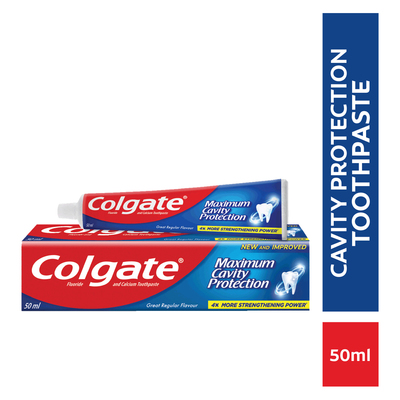 Colgate®
Fluoride and Calcium Toothpaste
Maximum
Cavity
Protection
Great Regular Flavour
4X MORE STRENGTHENING POWER*
NEW AND IMPROVED
Colgate®
Fluoride and Calcium Toothpaste
Maximum
Cavity
Protection
50 ml
Great Regular Flavour
4X MORE STRENGTHENING POWER*
CAVITY PROTECTION
TOOTHPASTE
50ml